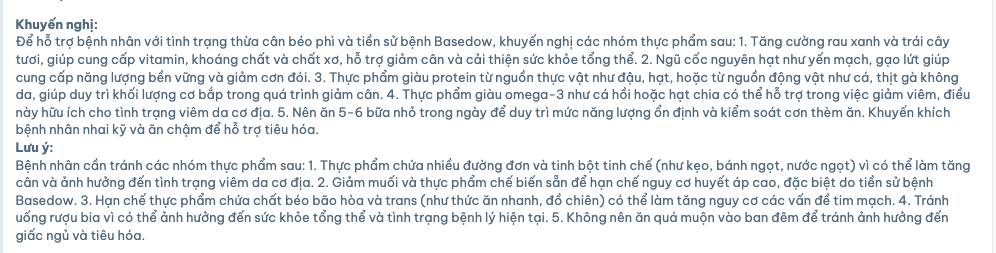 Khuyến nghị:
Để hỗ trợ bệnh nhân với tình trạng thừa cân béo phì và tiền sử bệnh Basedow, khuyến nghị các nhóm thực phẩm sau: 1. Tăng cường rau xanh và trái cây
tươi, giúp cung cấp vitamin, khoáng chất và chất xơ, hỗ trợ giảm cân và cải thiện sức khỏe tổng thể. 2. Ngũ cốc nguyên hạt như yến mạch, gạo lứt giúp
cung cấp năng lượng bền vững và giảm cơn đói. 3. Thực phẩm giàu protein từ nguồn thực vật như đậu, hạt, hoặc từ nguồn động vật như cá, thịt gà không
da, giúp duy trì khối lượng cơ bắp trong quá trình giảm cân. 4. Thực phẩm giàu omega-3 như cá hồi hoặc hạt chia có thể hỗ trợ trong việc giảm viêm, điều
này hữu ích cho tình trạng viêm da cơ địa. 5. Nên ăn 5-6 bữa nhỏ trong ngày để duy trì mức năng lượng ổn định và kiểm soát cơn thèm ăn. Khuyến khích
bệnh nhân nhai kỹ và ăn chậm để hỗ trợ tiêu hóa.
Lưu ý:
Bệnh nhân cần tránh các nhóm thực phẩm sau: 1. Thực phẩm chứa nhiều đường đơn và tinh bột tinh chế (như kẹo, bánh ngọt, nước ngọt) vì có thể làm tăng
cân và ảnh hưởng đến tình trạng viêm da cơ địa. 2. Giảm muối và thực phẩm chế biến sẵn để hạn chế nguy cơ huyết áp cao, đặc biệt do tiền sử bệnh
Basedow. 3. Hạn chế thực phẩm chứa chất béo bão hòa và trans (như thức ăn nhanh, đồ chiên) có thể làm tăng nguy cơ các vấn đề tim mạch. 4. Tránh
uống rượu bia vì có thể ảnh hưởng đến sức khỏe tổng thể và tình trạng bệnh lý hiện tại. 5. Không nên ăn quá muộn vào ban đêm để tránh ảnh hưởng đến
giấc ngủ và tiêu hóa.